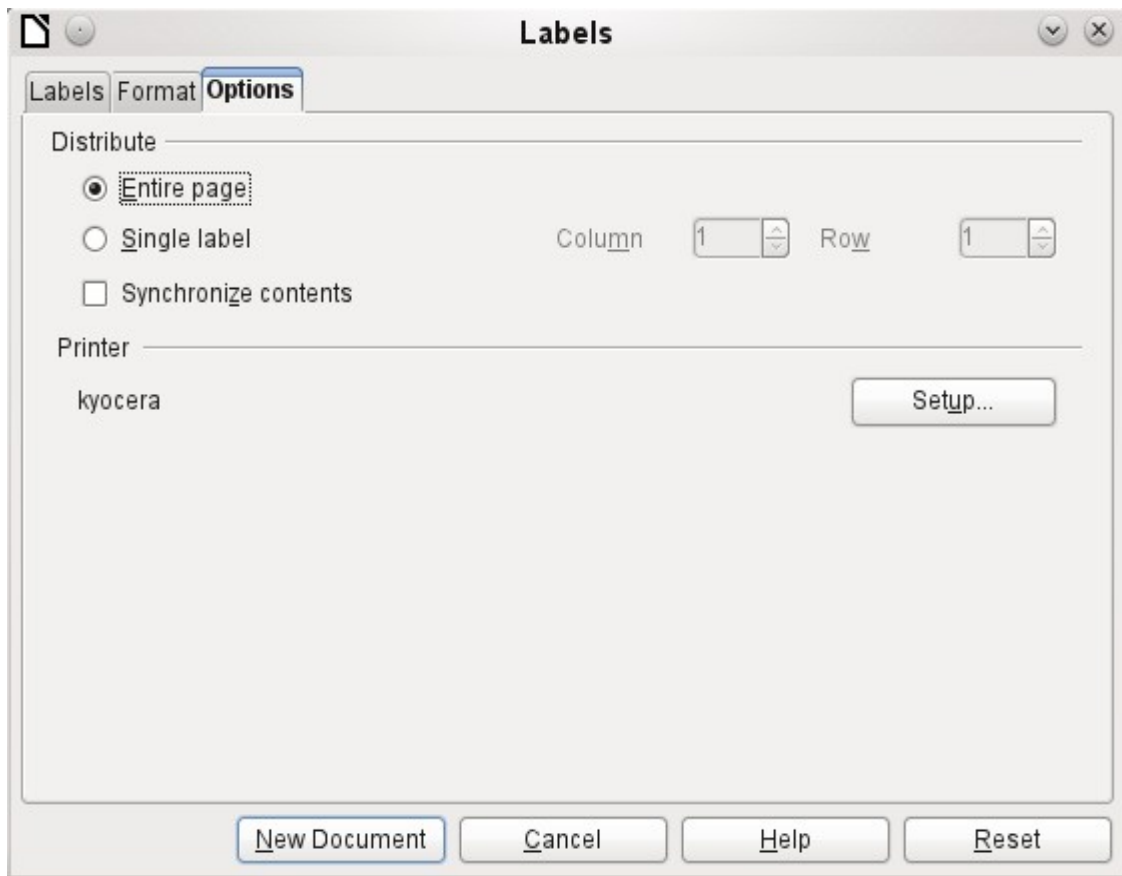 Labels
Labels Format Options
Distribute
Entire page
Single label Column 1 Row 1
Synchronize contents
Printer
kyocera Setup...
New Document Cancel Help Reset